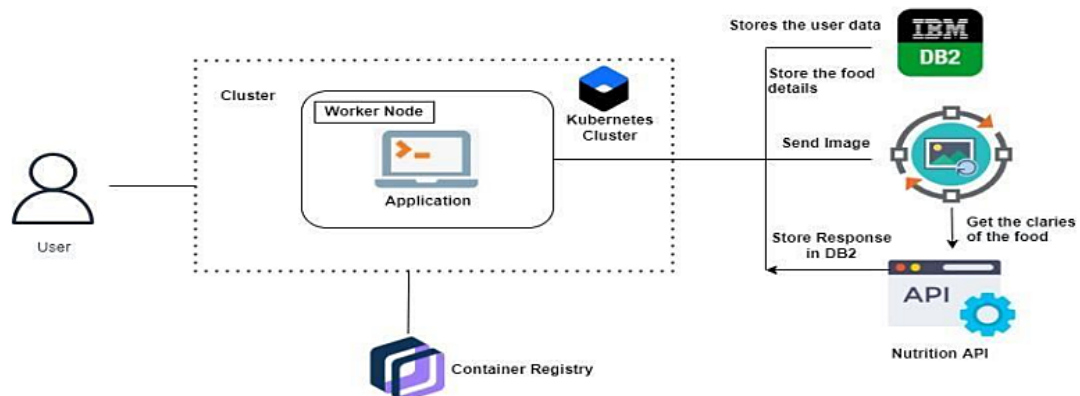 Stores the user data
IBM
DB2
Store the food
details
Cluster
Worker Node
Kubernetes
Cluster
Application
User
Send Image
Get the claries
of the food
Store Response
in DB2
API
Nutrition API
Container Registry